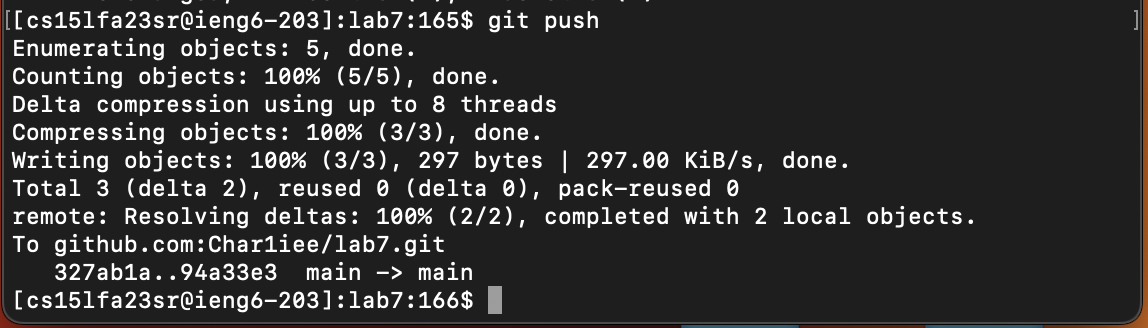 [[cs15lfa23sr@ieng6-203]:lab7:165$ git push ]
Enumerating objects: 5, done.
Counting objects: 100% (5/5), done.
Delta compression using up to 8 threads
Compressing objects: 100% (3/3), done.
Writing objects: 100% (3/3), 297 bytes | 297.00 KiB/s, done.
Total 3 (delta 2), reused 0 (delta 0), pack-reused 0
remote: Resolving deltas: 100% (2/2), completed with 2 local objects.
To github.com:Char1iee/lab7.git
   327ab1a..94a33e3  main -> main
[cs15lfa23sr@ieng6-203]:lab7:166$